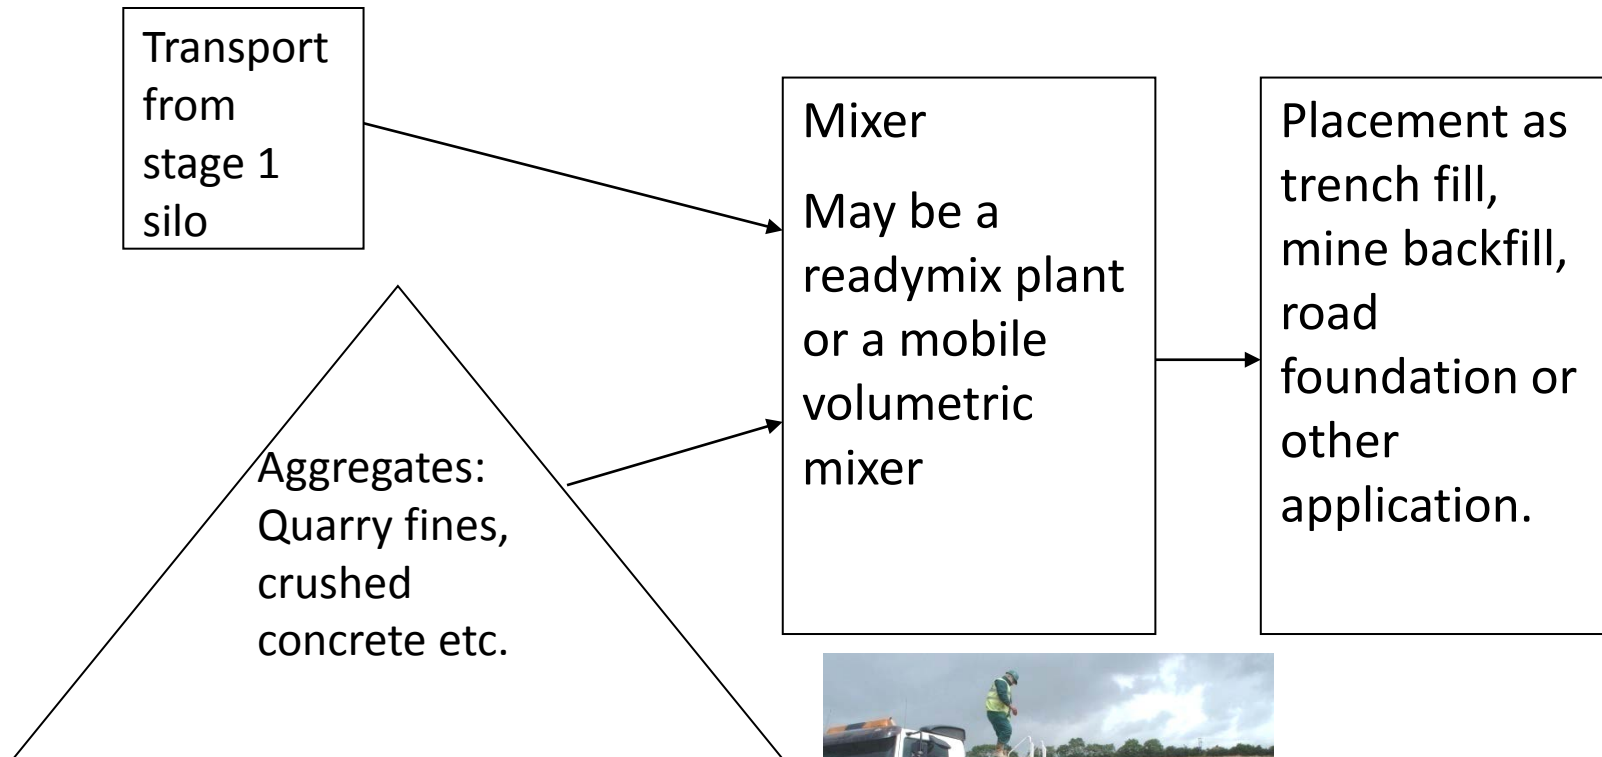 Transport
from
stage 1
silo
Aggregates:
Quarry fines,
crushed
concrete etc.
Mixer
May be a
readymix plant
or a mobile
volumetric
mixer
Placement as
trench fill,
mine backfill,
road
foundation or
other
application.